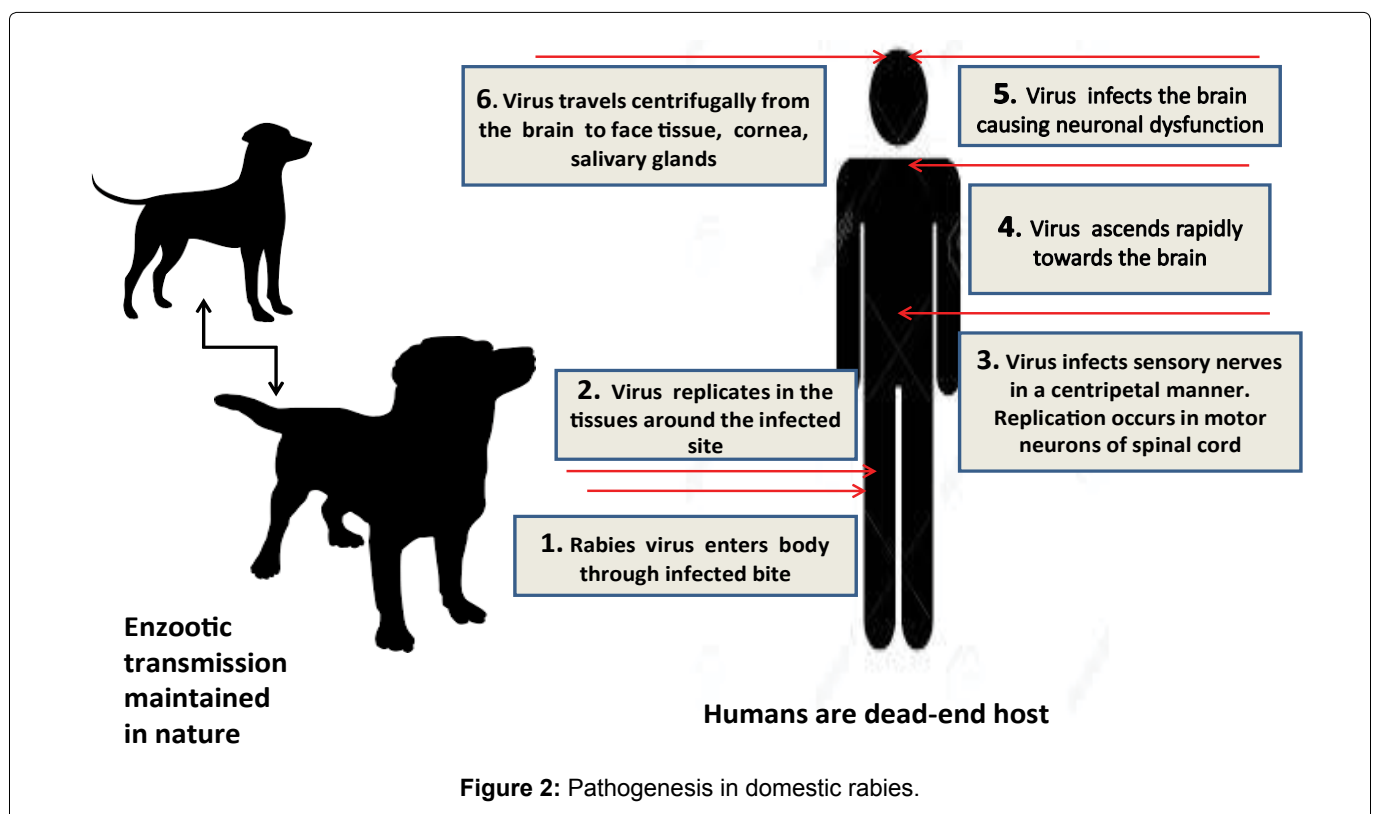 6. Virus travels centrifugally from
the brain to face tissue, cornea,
salivary glands
5. Virus infects the brain
causing neuronal dysfunction
4. Virus ascends rapidly
towards the brain
3. Virus infects sensory nerves
in a centripetal manner.
Replication occurs in motor
neurons of spinal cord
2. Virus replicates in the
tissues around the infected
site
1. Rabies virus enters body
through infected bite
Enzootic
transmission
maintained
in nature
Humans are dead-end host
Figure 2: Pathogenesis in domestic rabies.